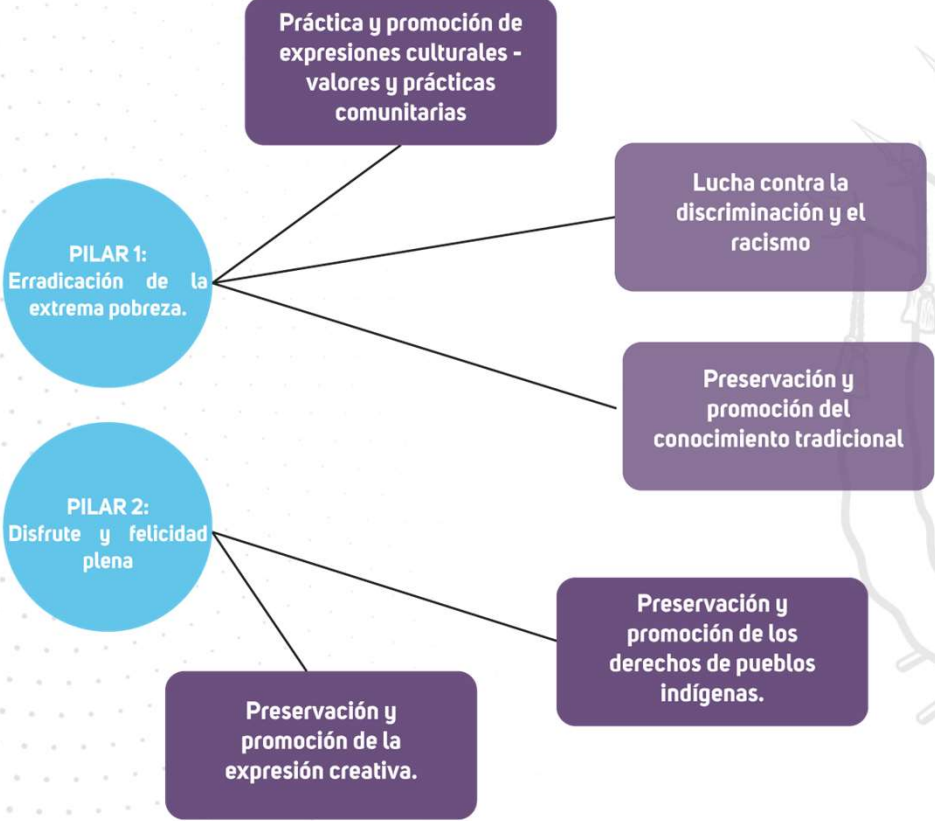 Práctica y promoción de
expresiones culturales -
valores y prácticas
comunitarias
Lucha contra la
discriminación y el
racismo
PILAR 1:
Erradicación de la
extrema pobreza.
Preservación y
promoción del
conocimiento tradicional
PILAR 2:
Disfrute y felicidad
plena
Preservación y
promoción de los
derechos de pueblos
indígenas.
Preservación y
promoción de la
expresión creativa.